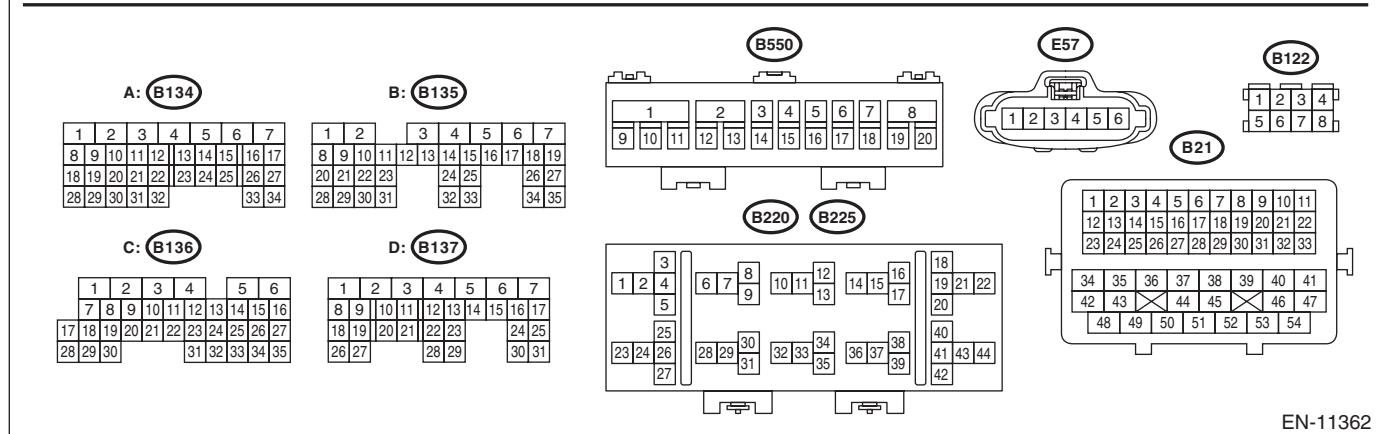 A: B134
1 2 3 4 5 6 7
8 9 10 11 12 13 14 15 16 17
18 19 20 21 22 23 24 25 26 27
28 29 30 31 32 33 34
B: B135
1 2 3 4 5 6 7
8 9 10 11 12 13 14 15 16 17 18 19
20 21 22 23 24 25 26 27
28 29 30 31 32 33 34 35
C: B136
1 2 3 4 5 6
7 8 9 10 11 12 13 14 15 16
17 18 19 20 21 22 23 24 25 26 27
28 29 30 31 32 33 34 35
D: B137
1 2 3 4 5 6 7
8 9 10 11 12 13 14 15 16 17
18 19 20 21 22 23 24 25
26 27 28 29 30 31
B550
1 2 3 4 5 6 7 8
9 10 11 12 13 14 15 16 17 18 19 20
B220 B225
3 8 12 16 18
1 2 4 6 7 10 11 14 15 19 21 22
5 9 13 17 20
25 30 34 38 40
23 24 26 28 29 32 33 36 37 41 43 44
27 31 35 39 42
E57
1 2 3 4 5 6
B122
1 2 3 4
5 6 7 8
B21
1 2 3 4 5 6 7 8 9 10 11
12 13 14 15 16 17 18 19 20 21 22
23 24 25 26 27 28 29 30 31 32 33
34 35 36 37 38 39 40 41
42 43 44 45 46 47
48 49 50 51 52 53 54
EN-11362